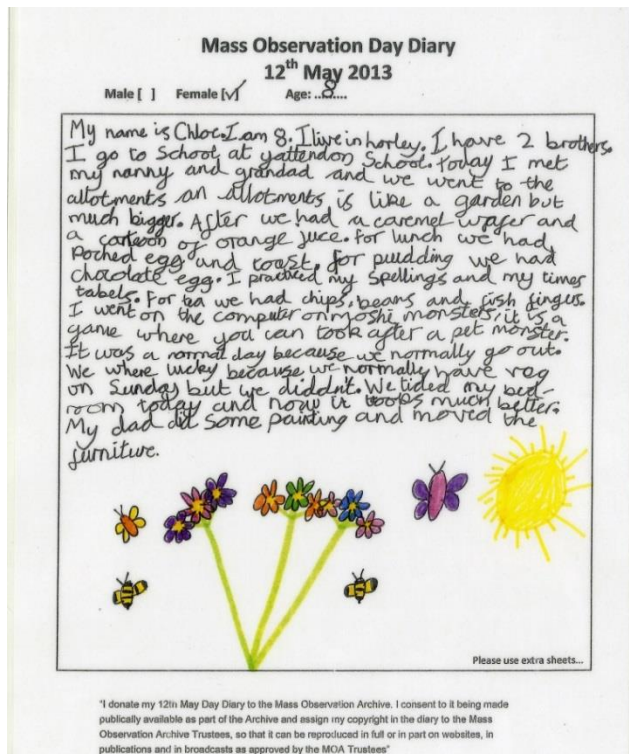 Mass Observation Day Diary
12th May 2013
Male [ ] Female [✓] Age: ..8....
My name is Chloe. I am 8. I live in horley. I have 2 brothers.
I go to School at yattendon School. Today I met
my nanny and grandad and we went to the
allotments an allotments is like a garden but
much bigger. After we had a caremel wafer and
a carteoon of orange juce. For lunch we had
Poched egg and toast, for pudding we had
chocolate egg. I practised my spellings and my times
tabels. For tea we had chips, beans and fish fingers.
I went on the computer on moshi monsters, it is a
game where you can look after a pet monster.
It was a normal day because we normally go out.
We where lucky because we normally have veg
on Sunday but we diddn't. We tided my bed-
room today and now it looks much better.
My dad did some painting and moved the
furniture.
Please use extra sheets...
"I donate my 12th May Day Diary to the Mass Observation Archive. I consent to it being made
publically available as part of the Archive and assign my copyright in the diary to the Mass
Observation Archive Trustees, so that it can be reproduced in full or in part on websites, in
publications and in broadcasts as approved by the MOA Trustees"